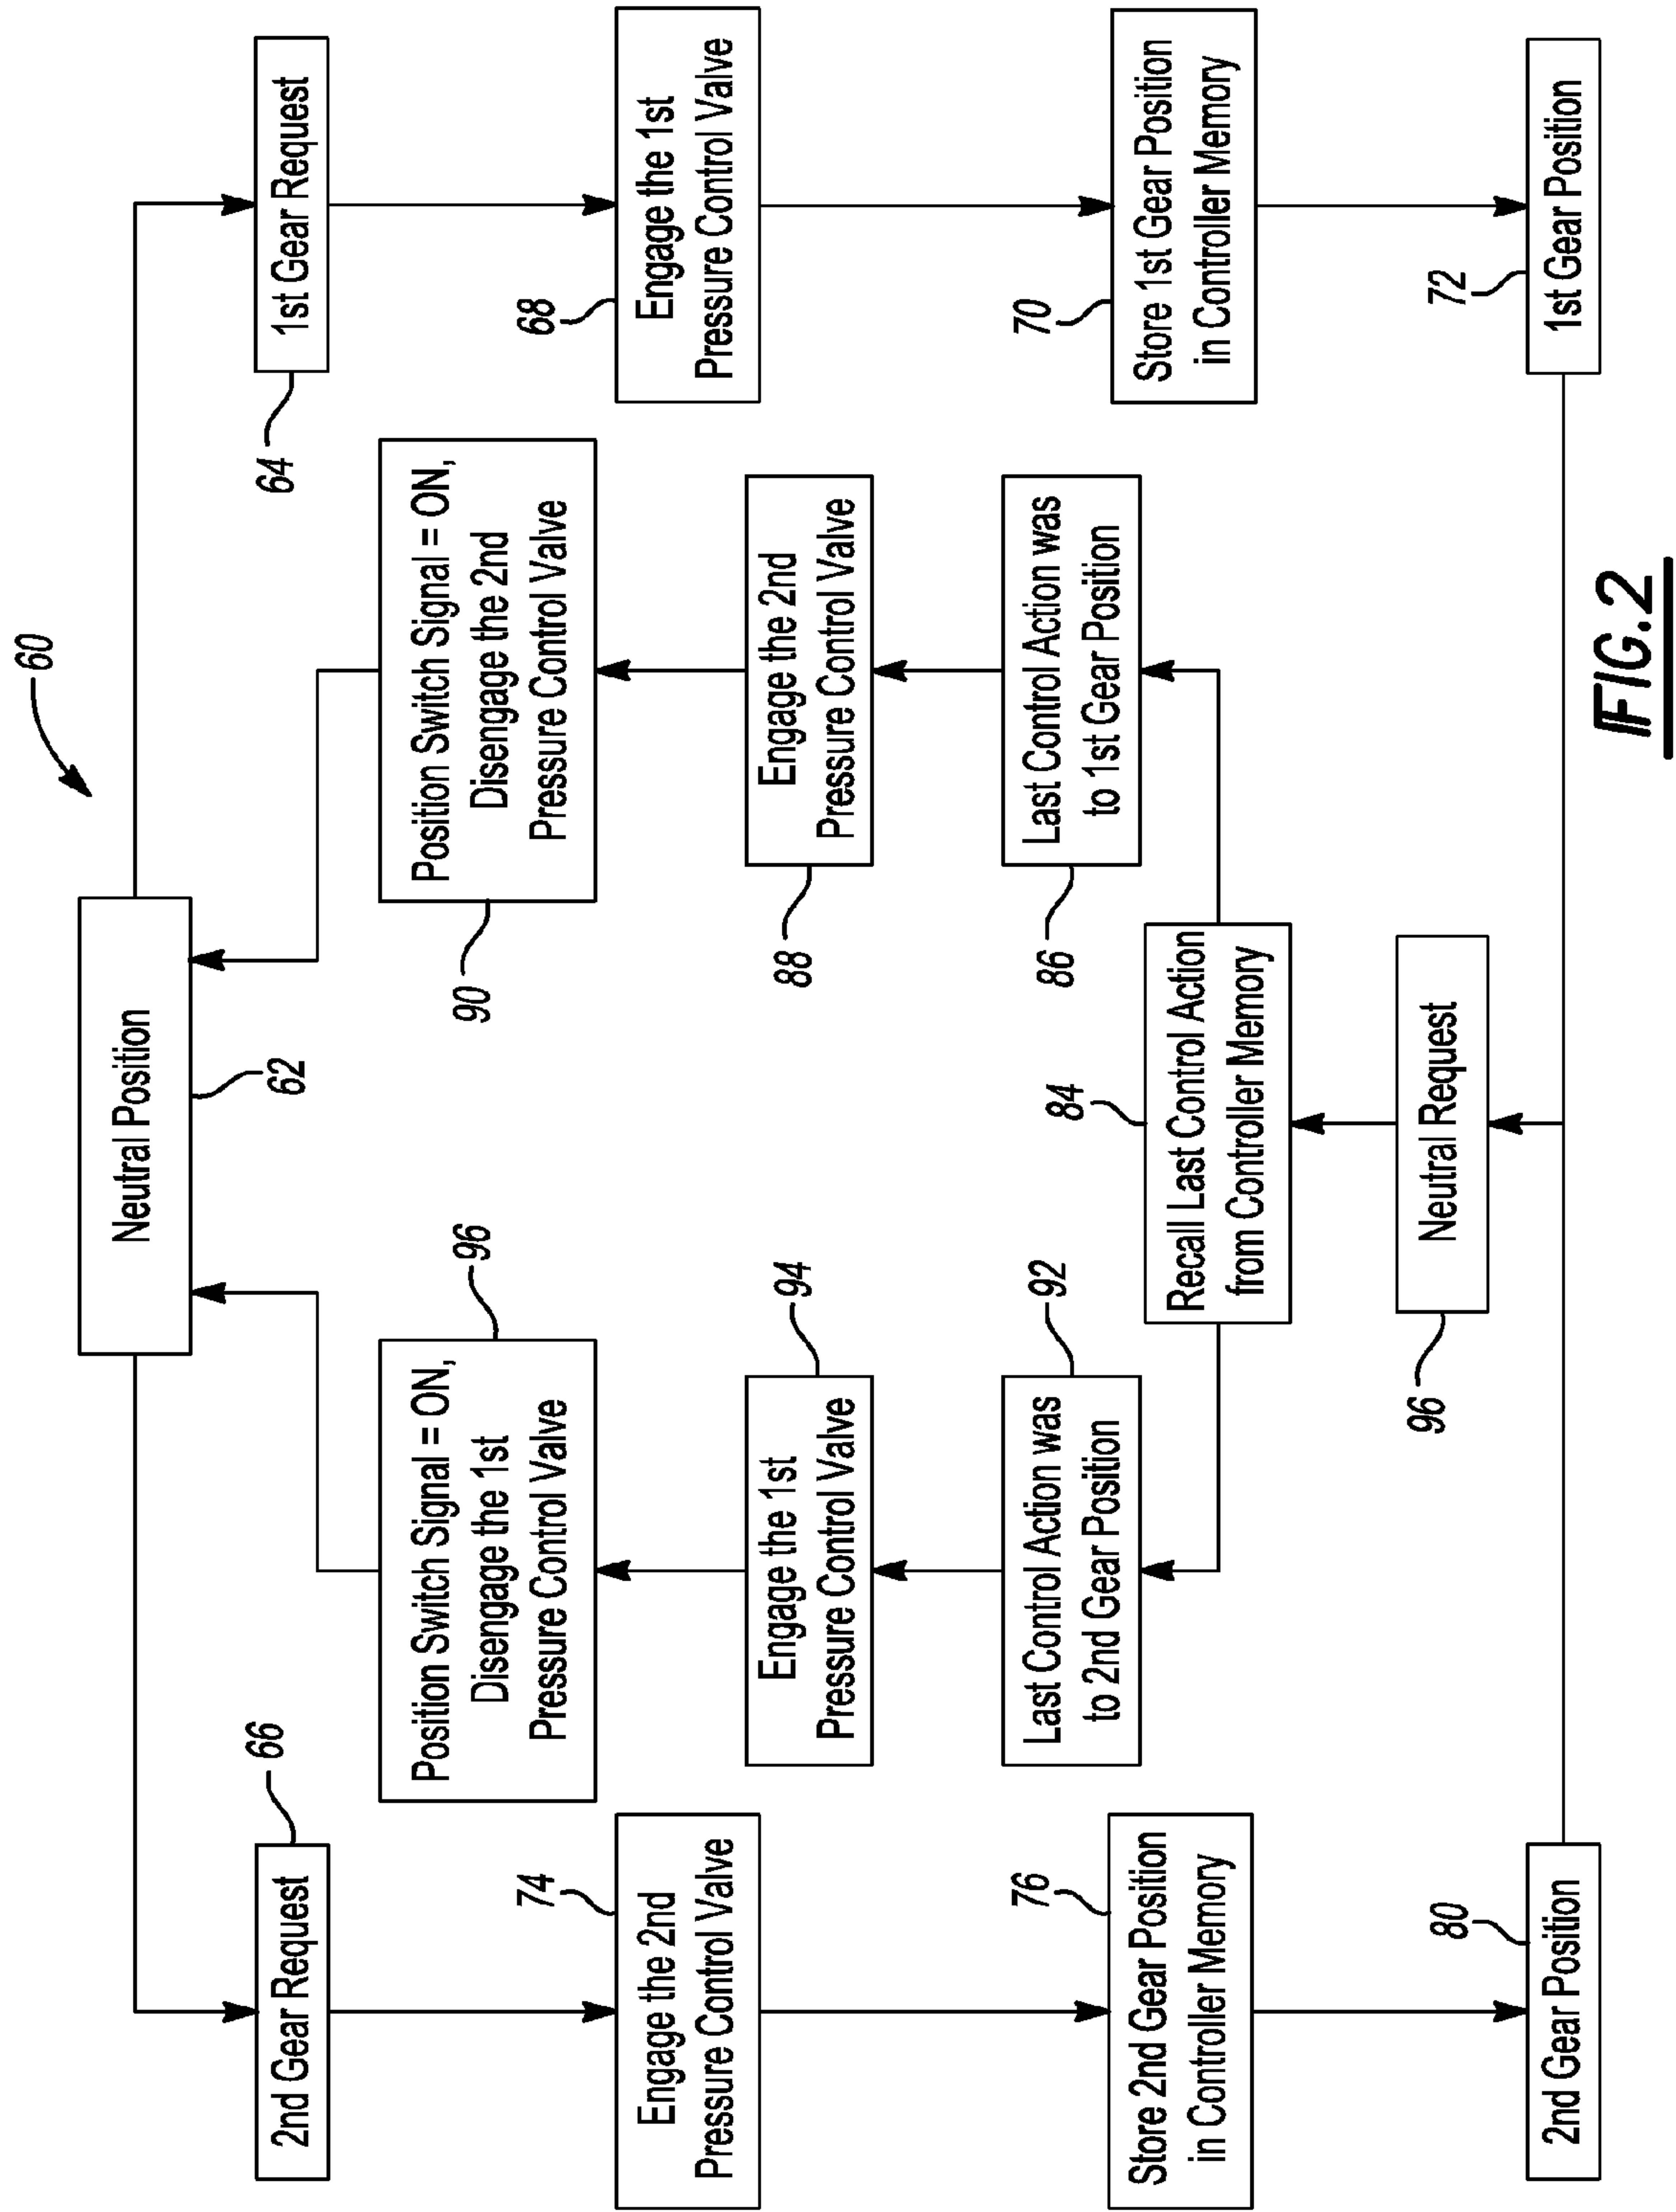 60
Neutral Position
62
2nd Gear Request
66
1st Gear Request
64
Position Switch Signal = ON,
Disengage the 1st
Pressure Control Valve
96
Position Switch Signal = ON,
Disengage the 2nd
Pressure Control Valve
90
Engage the 2nd
Pressure Control Valve
74
Engage the 1st
Pressure Control Valve
94
Engage the 2nd
Pressure Control Valve
88
Engage the 1st
Pressure Control Valve
68
Store 2nd Gear Position
in Controller Memory
76
Last Control Action was
to 2nd Gear Position
92
Last Control Action was
to 1st Gear Position
86
Store 1st Gear Position
in Controller Memory
70
84
Recall Last Control Action
from Controller Memory
Neutral Request
96
2nd Gear Position
80
1st Gear Position
72
FIG.2